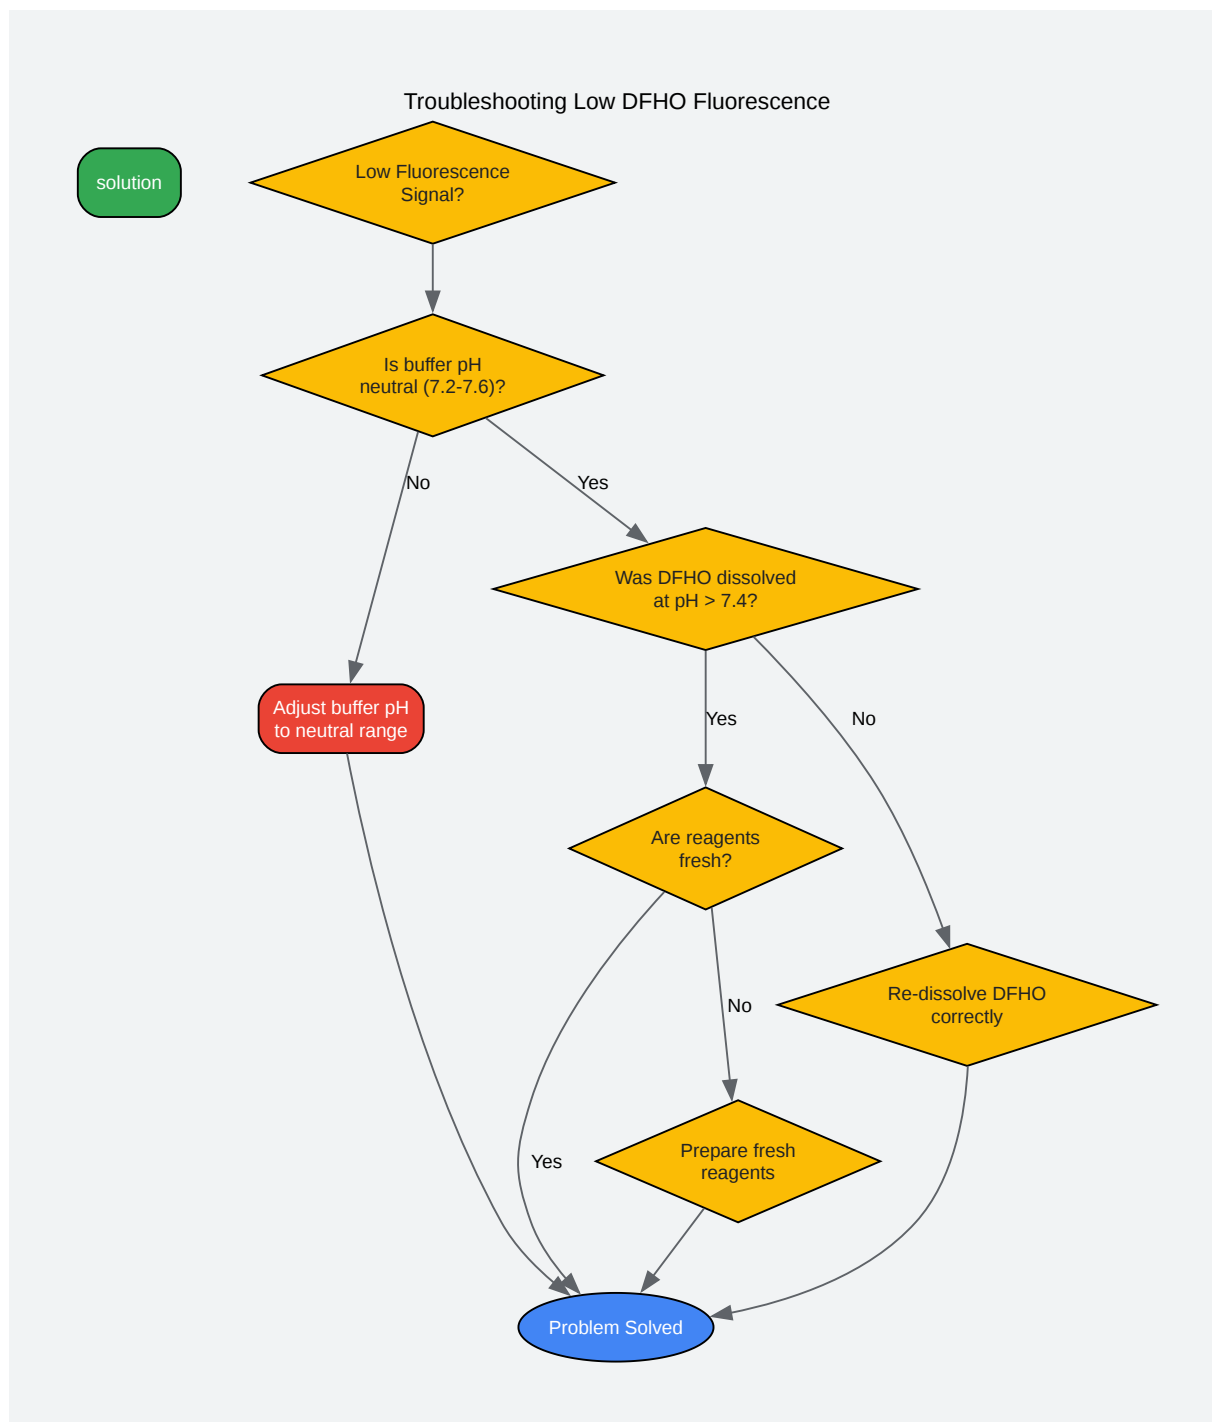 Troubleshooting Low DFHO Fluorescence
solution
Low Fluorescence
Signal?
Is buffer pH
neutral (7.2-7.6)?
No
Yes
Was DFHO dissolved
at pH > 7.4?
Adjust buffer pH
to neutral range
Yes
No
Are reagents
fresh?
Re-dissolve DFHO
correctly
No
Prepare fresh
reagents
Yes
Problem Solved